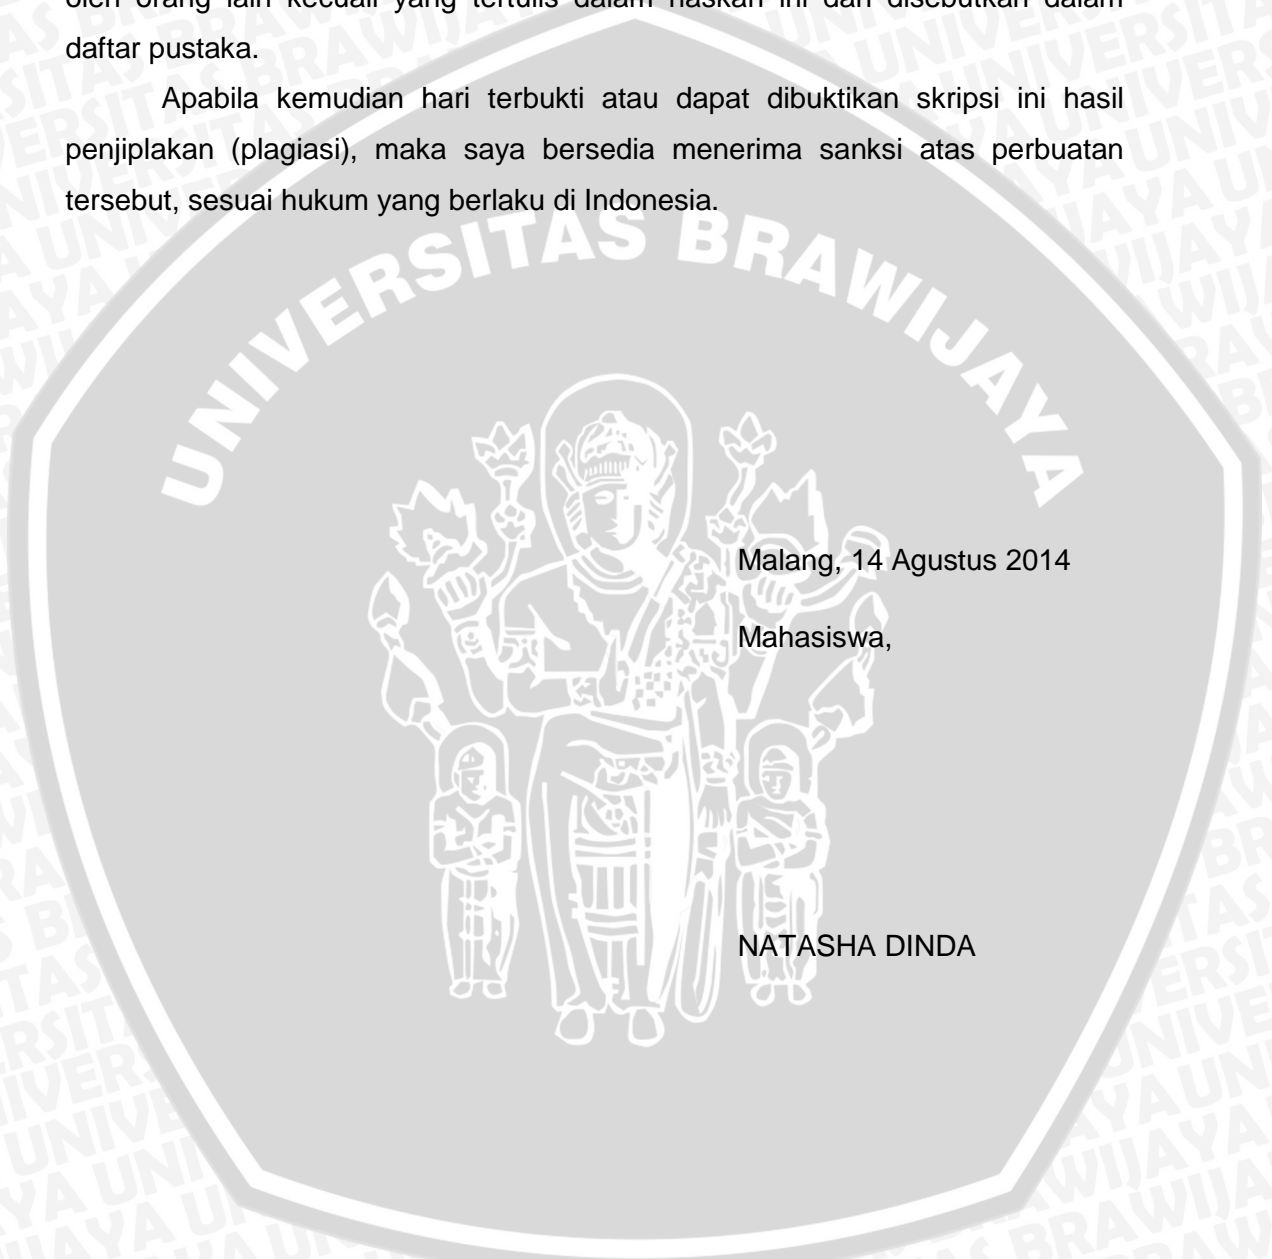 oleh orang lain kecuali yang tertulis dalam naskah ini dan disebutkan dalam
daftar pustaka.
Apabila kemudian hari terbukti atau dapat dibuktikan skripsi ini hasil
penjiplakan (plagiasi), maka saya bersedia menerima sanksi atas perbuatan
tersebut, sesuai hukum yang berlaku di Indonesia.
UNIVERSITAS BRAWIJAYA
Malang, 14 Agustus 2014
Mahasiswa,
NATASHA DINDA